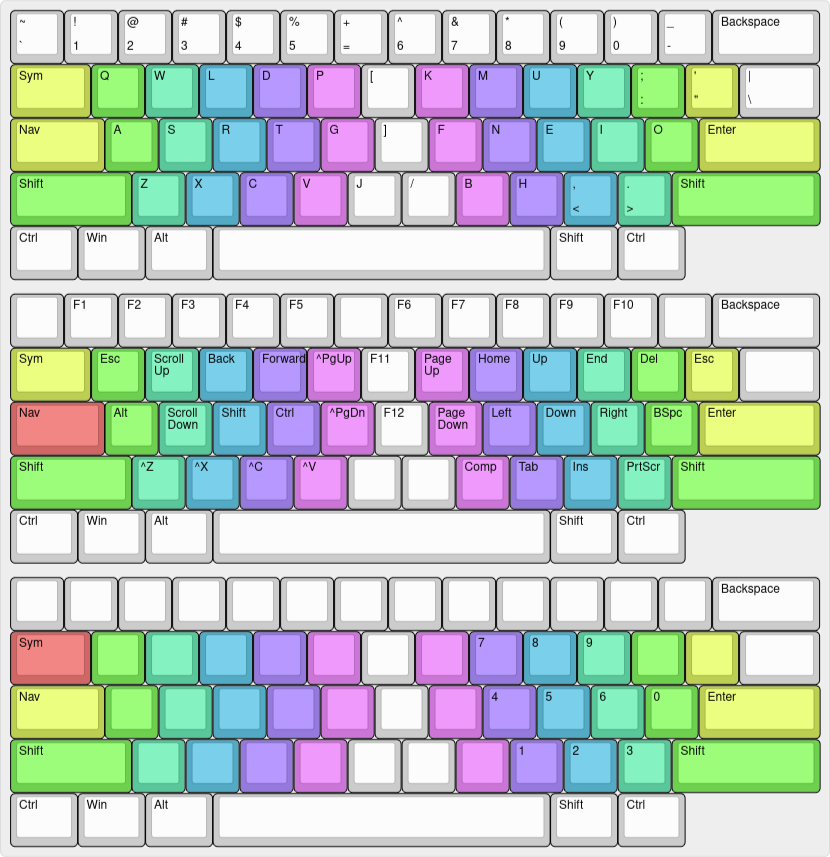 ~ ! @ # $ % + ^ & * ( ) _ Backspace
` 1 2 3 4 5 = 6 7 8 9 0 -
Sym Q W L D P [ K M U Y ; ' |
: " \
Nav A S R T G ] F N E I O Enter
Shift Z X C V J / B H , . Shift
< >
Ctrl Win Alt Shift Ctrl
F1 F2 F3 F4 F5 F6 F7 F8 F9 F10 Backspace
Sym Esc Scroll Back Forward ^PgUp F11 Page Home Up End Del Esc
Up Up
Nav Alt Scroll Shift Ctrl ^PgDn F12 Page Left Down Right BSpc Enter
Down Down
Shift ^Z ^X ^C ^V Comp Tab Ins PrtScr Shift
Ctrl Win Alt Shift Ctrl
Backspace
Sym 7 8 9
Nav 4 5 6 0 Enter
Shift 1 2 3 Shift
Ctrl Win Alt Shift Ctrl